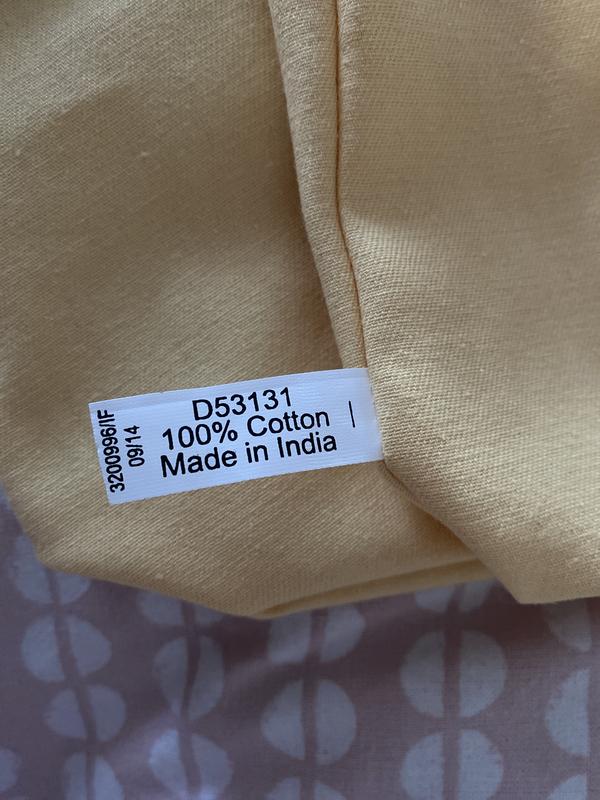 D53131
100% Cotton
Made in India
3200996/IF
09/14